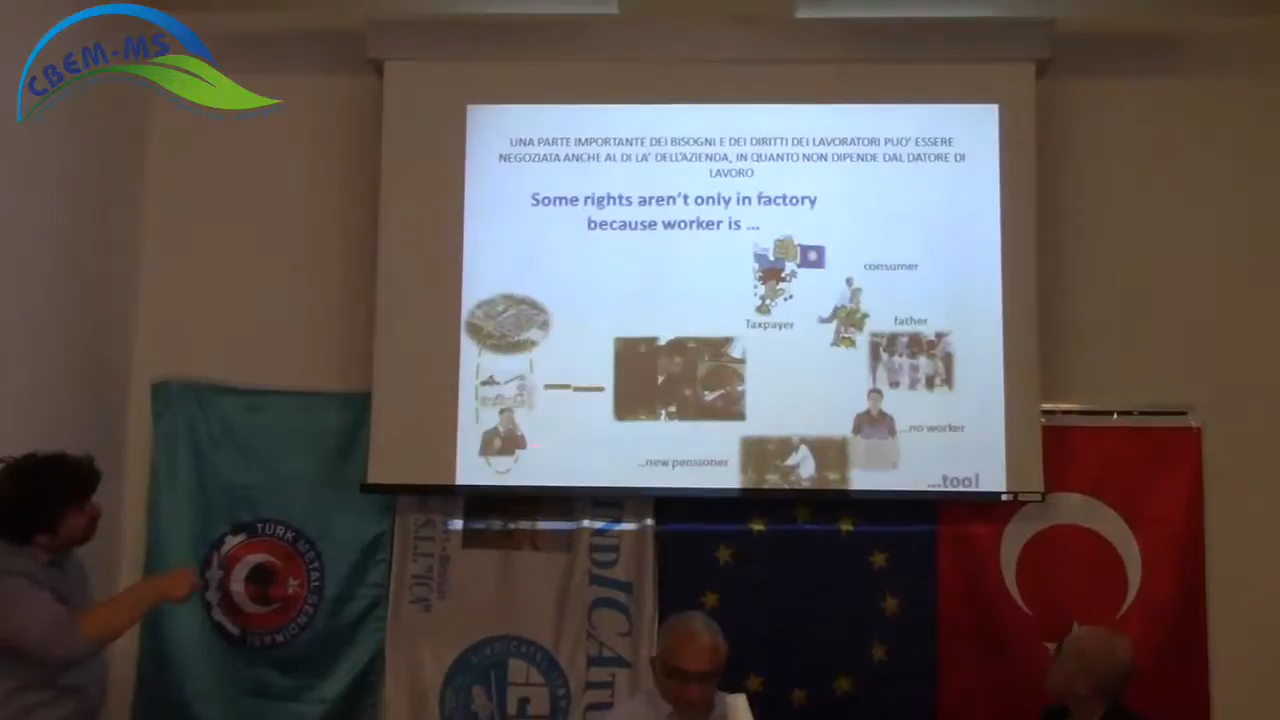 CBEM-MS
UNA PARTE IMPORTANTE DEI BISOGNI E DEI DIRITTI DEI LAVORATORI PUO' ESSERE
NEGOZIATA ANCHE AL DI LA' DELL'AZIENDA, IN QUANTO NON DIPENDE DAL DATORE DI
LAVORO
Some rights aren't only in factory
because worker is ...
consumer
Taxpayer
father
...no worker
...new pensioner
...tool
TÜRK METAL SENDİKASI